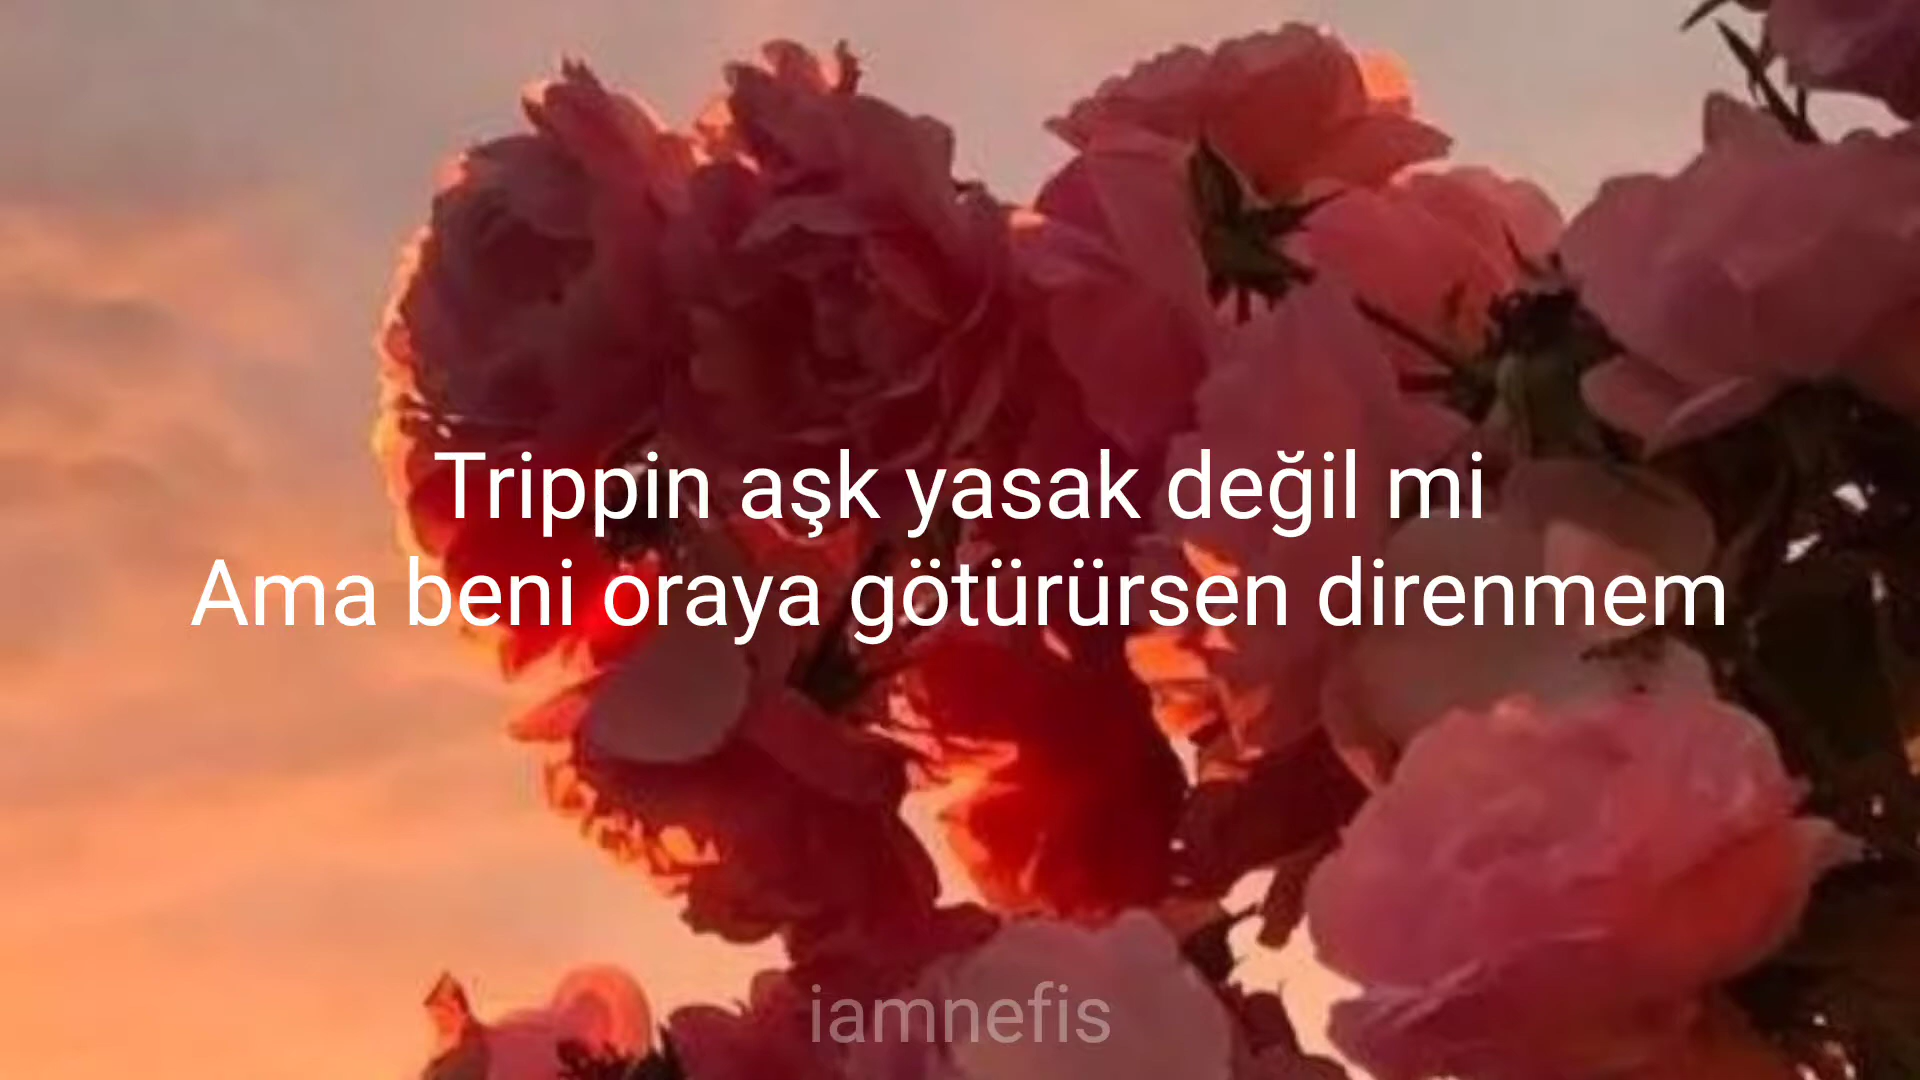 Trippin aşk yasak değil mi
Ama beni oraya götürürsen direnmem
iamnefis